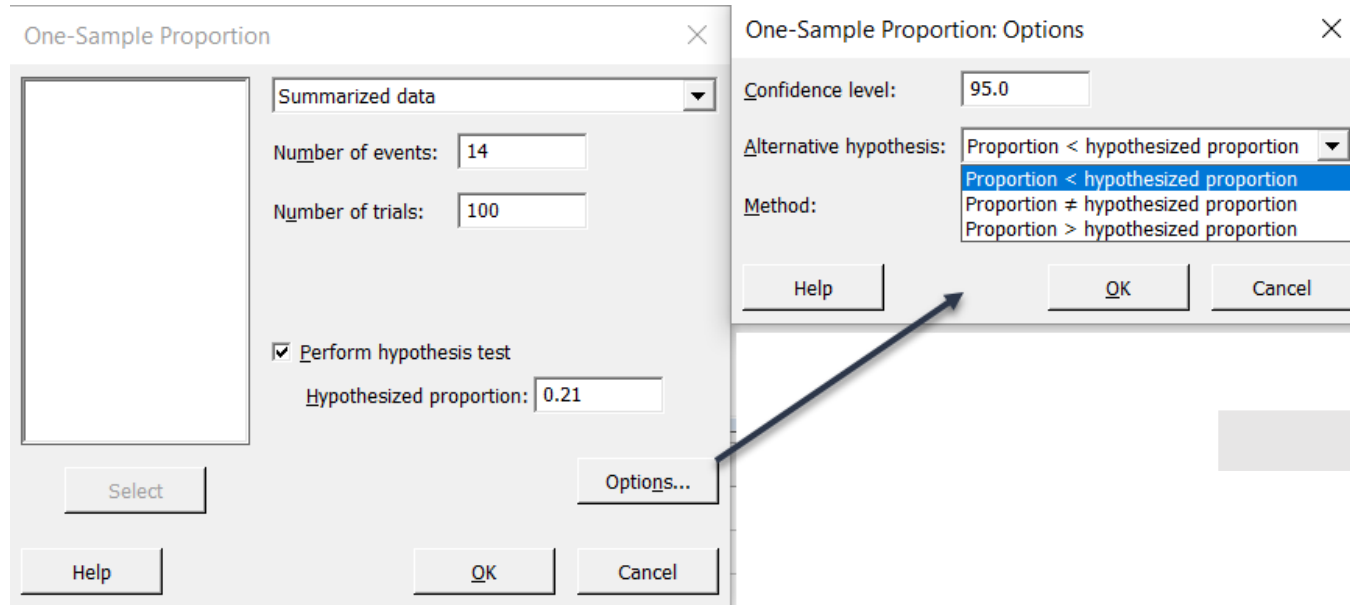 One-Sample Proportion
Summarized data
Number of events: 14
Number of trials: 100
Perform hypothesis test
Hypothesized proportion: 0.21
Select
Options...
Help
OK
Cancel
One-Sample Proportion: Options
Confidence level: 95.0
Alternative hypothesis: Proportion < hypothesized proportion
Proportion < hypothesized proportion
Method: Proportion ≠ hypothesized proportion
Proportion > hypothesized proportion
Help
OK
Cancel